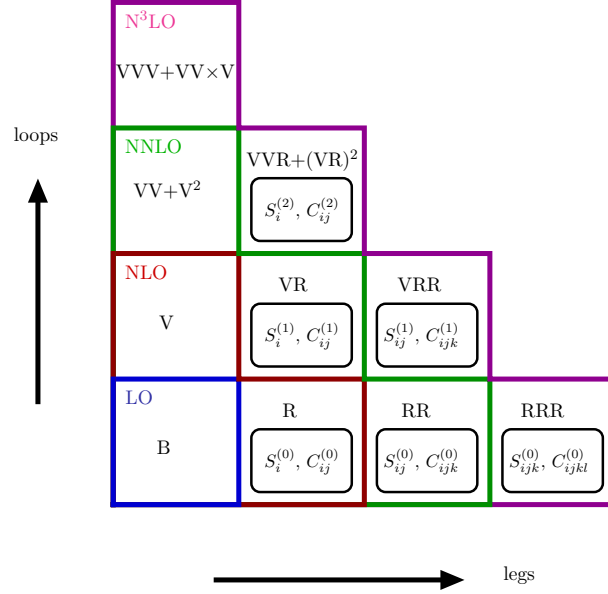 N³LO
VVV+VV×V
loops
NNLO
VV+V²
VVR+(VR)²
S_i^{(2)}, C_{ij}^{(2)}
NLO
V
VR
S_i^{(1)}, C_{ij}^{(1)}
VRR
S_{ij}^{(1)}, C_{ijk}^{(1)}
LO
B
R
S_i^{(0)}, C_{ij}^{(0)}
RR
S_{ij}^{(0)}, C_{ijk}^{(0)}
RRR
S_{ijk}^{(0)}, C_{ijkl}^{(0)}
legs